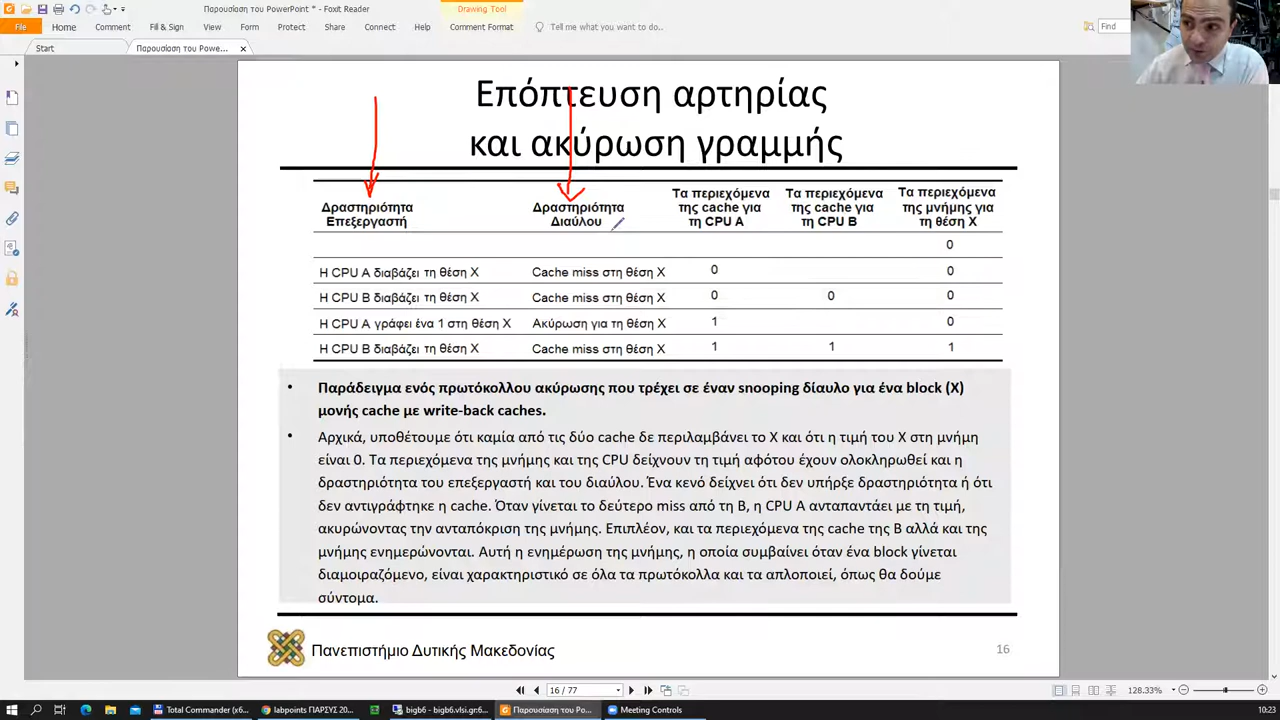 Παρουσίαση του PowerPoint * - Foxit Reader
Drawing Tool
File Home Comment Fill & Sign View Form Protect Share Connect Help Comment Format Tell me what you want to do.. Find
Start Παρουσίαση του Powe...
Επόπτευση αρτηρίας
και ακύρωση γραμμής
Δραστηριότητα Επεξεργαστή
Δραστηριότητα Διαύλου
Τα περιεχόμενα της cache για τη CPU A
Τα περιεχόμενα της cache για τη CPU B
Τα περιεχόμενα της μνήμης για τη θέση X
0
Η CPU A διαβάζει τη θέση X Cache miss στη θέση X 0 0
Η CPU B διαβάζει τη θέση X Cache miss στη θέση X 0 0 0
Η CPU A γράφει ένα 1 στη θέση X Ακύρωση για τη θέση X 1 0
Η CPU B διαβάζει τη θέση X Cache miss στη θέση X 1 1 1
• Παράδειγμα ενός πρωτόκολλου ακύρωσης που τρέχει σε έναν snooping δίαυλο για ένα block (X)
μονής cache με write-back caches.
• Αρχικά, υποθέτουμε ότι καμία από τις δύο cache δε περιλαμβάνει το X και ότι η τιμή του X στη μνήμη
είναι 0. Τα περιεχόμενα της μνήμης και της CPU δείχνουν τη τιμή αφότου έχουν ολοκληρωθεί και η
δραστηριότητα του επεξεργαστή και του διαύλου. Ένα κενό δείχνει ότι δεν υπήρξε δραστηριότητα ή ότι
δεν αντιγράφτηκε η cache. Όταν γίνεται το δεύτερο miss από τη B, η CPU A ανταπαντάει με τη τιμή,
ακυρώνοντας την ανταπόκριση της μνήμης. Επιπλέον, και τα περιεχόμενα της cache της B αλλά και της
μνήμης ενημερώνονται. Αυτή η ενημέρωση της μνήμης, η οποία συμβαίνει όταν ένα block γίνεται
διαμοιραζόμενο, είναι χαρακτηριστικό σε όλα τα πρωτόκολλα και τα απλοποιεί, όπως θα δούμε
σύντομα.
Πανεπιστήμιο Δυτικής Μακεδονίας
16
16 / 77
128.33%
Total Commander (x6... labpoints ΠΑΡΣΥΣ 20... bigb6 - bigb6.vlsi.gr:6... Παρουσίαση του Po... Meeting Controls 10:23